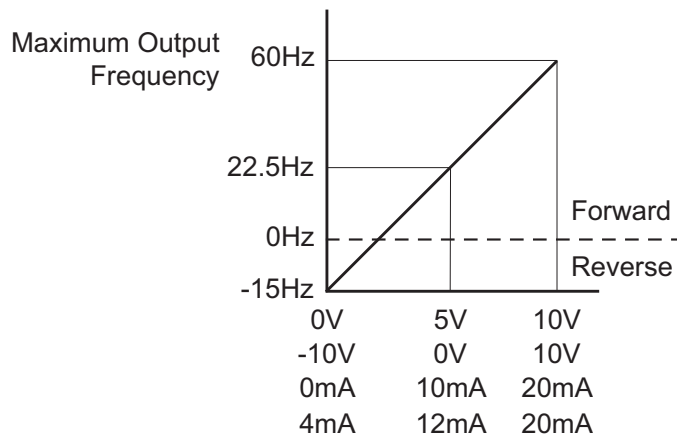 Maximum Output
Frequency
60Hz
22.5Hz
0Hz
-15Hz
Forward
Reverse
0V 5V 10V
-10V 0V 10V
0mA 10mA 20mA
4mA 12mA 20mA